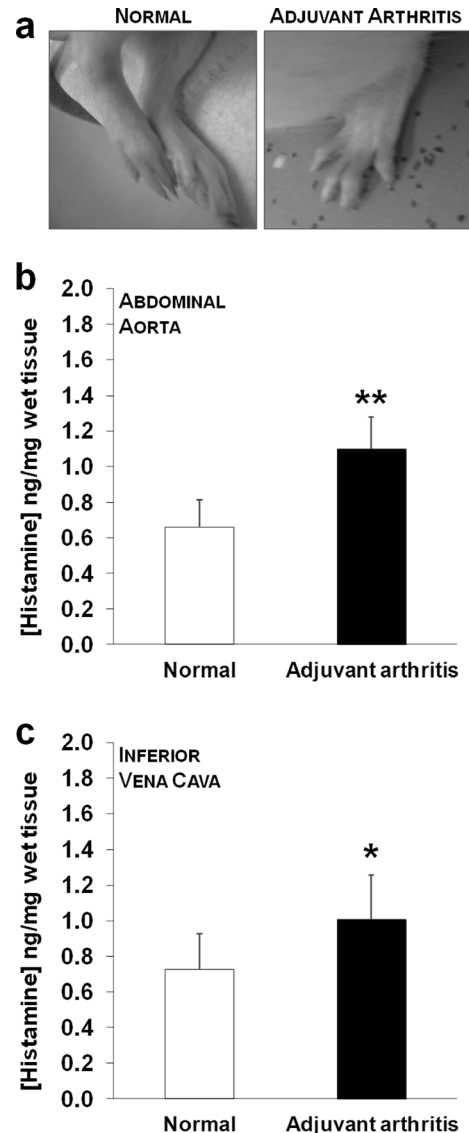 a
NORMAL ADJUVANT ARTHRITIS
b
[Histamine] ng/mg wet tissue
2.0
1.8
1.6
1.4
1.2
1.0
0.8
0.6
0.4
0.2
0.0
ABDOMINAL
AORTA
**
Normal Adjuvant arthritis
c
[Histamine] ng/mg wet tissue
2.0
1.8
1.6
1.4
1.2
1.0
0.8
0.6
0.4
0.2
0.0
INFERIOR
VENA CAVA
*
Normal Adjuvant arthritis